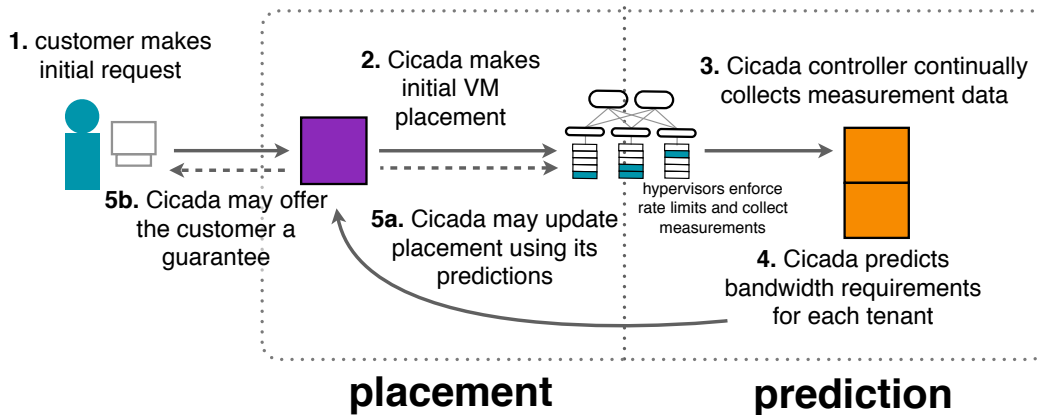 1. customer makes
initial request
2. Cicada makes
initial VM
placement
3. Cicada controller continually
collects measurement data
hypervisors enforce
rate limits and collect
measurements
4. Cicada predicts
bandwidth requirements
for each tenant
5a. Cicada may update
placement using its
predictions
5b. Cicada may offer
the customer a
guarantee
placement
prediction